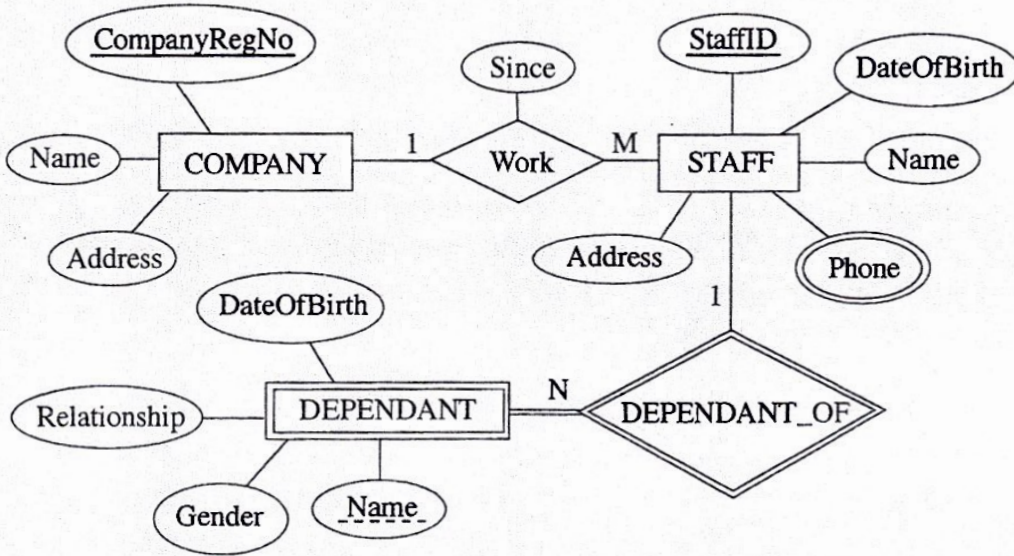 CompanyRegNo
Name
COMPANY
Address
1
Since
Work
M
StaffID
DateOfBirth
STAFF
Name
Address
Phone
1
DateOfBirth
Relationship
DEPENDANT
N
DEPENDANT_OF
Gender
Name